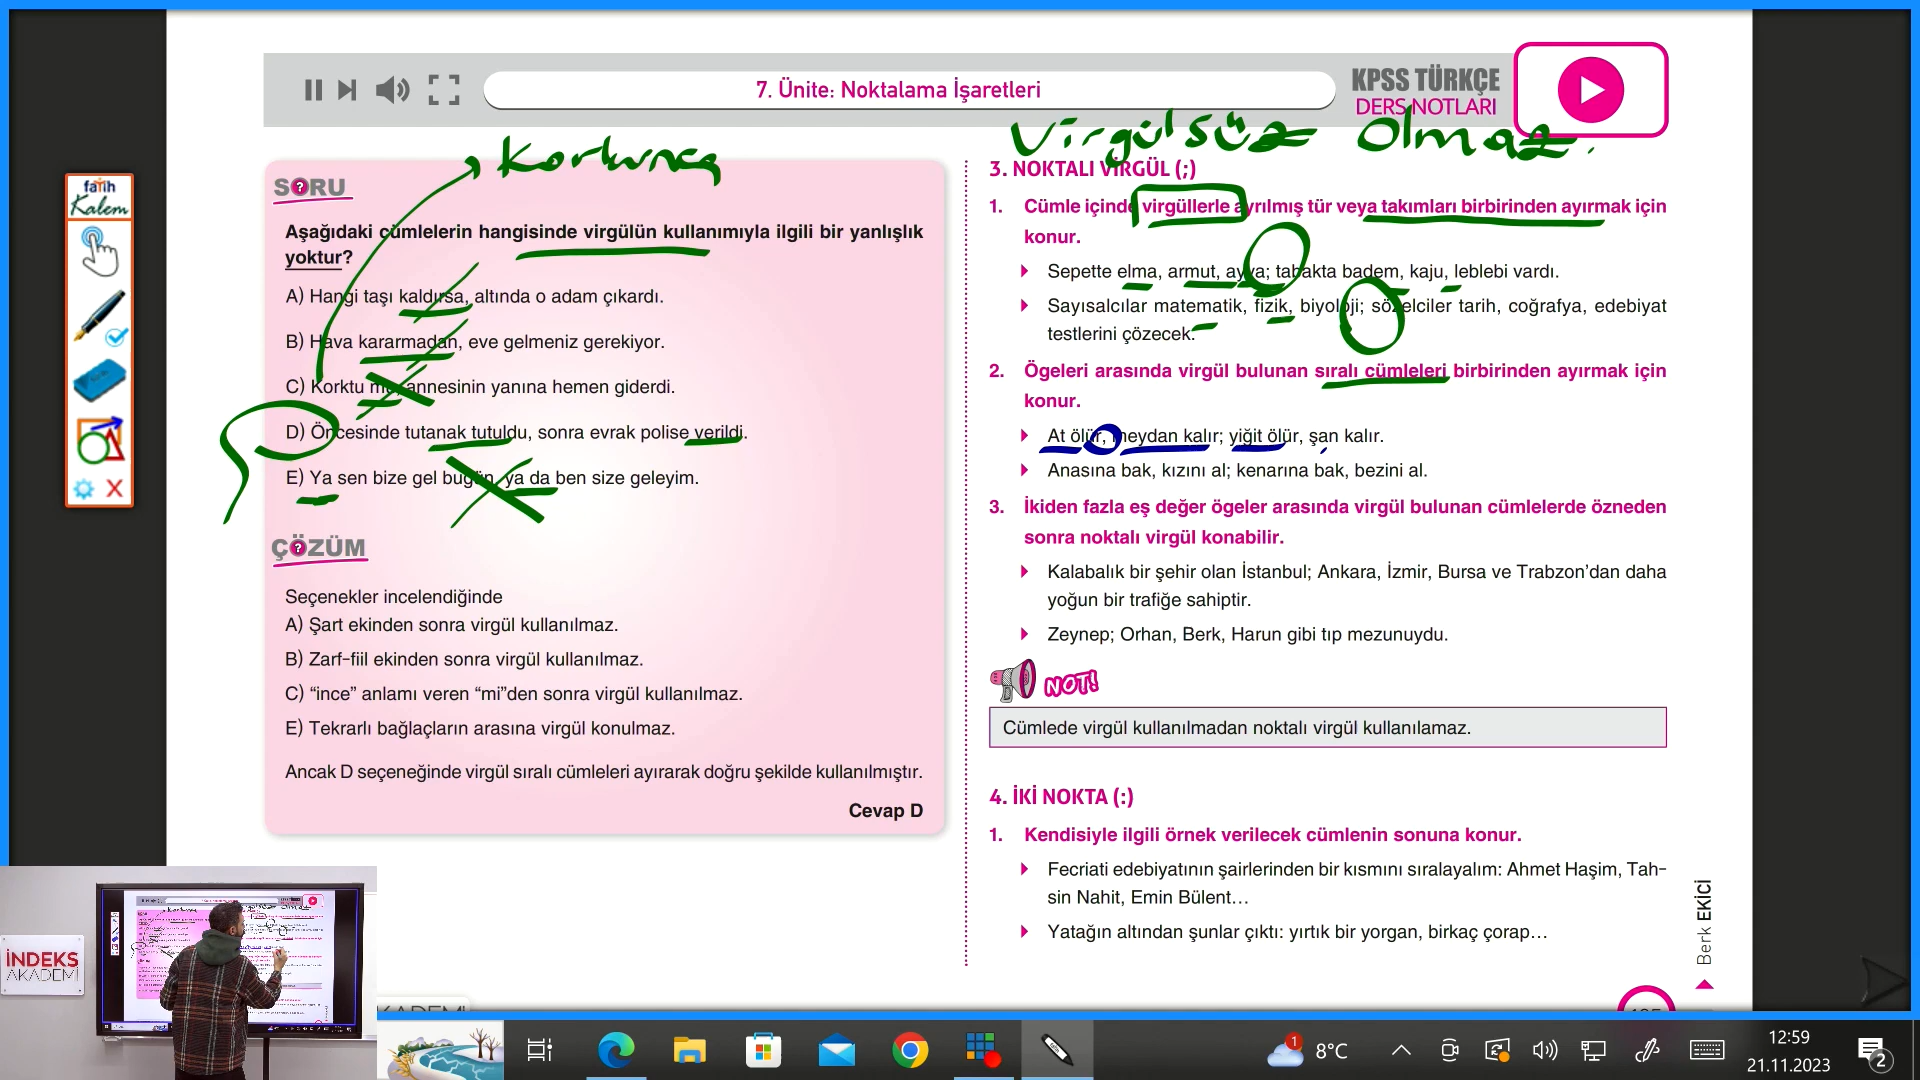 7. Ünite: Noktalama İşaretleri
KPSS TÜRKÇE
DERS NOTLARI
Virgülsüz Olmaz.
Korkunca
fatih
Kalem
SORU
Aşağıdaki cümlelerin hangisinde virgülün kullanımıyla ilgili bir yanlışlık
yoktur?
A) Hangi taşı kaldırsa, altında o adam çıkardı.
B) Hava kararmadan, eve gelmeniz gerekiyor.
C) Korktu mu, annesinin yanına hemen giderdi.
D) Öncesinde tutanak tutuldu, sonra evrak polise verildi.
E) Ya sen bize gel bugün, ya da ben size geleyim.
ÇÖZÜM
Seçenekler incelendiğinde
A) Şart ekinden sonra virgül kullanılmaz.
B) Zarf-fiil ekinden sonra virgül kullanılmaz.
C) “ince” anlamı veren “mi”den sonra virgül kullanılmaz.
E) Tekrarlı bağlaçların arasına virgül konulmaz.
Ancak D seçeneğinde virgül sıralı cümleleri ayırarak doğru şekilde kullanılmıştır.
Cevap D
3. NOKTALI VİRGÜL (;)
1. Cümle içinde virgüllerle ayrılmış tür veya takımları birbirinden ayırmak için
konur.
Sepette elma, armut, ayva; tabakta badem, kaju, leblebi vardı.
Sayısalcılar matematik, fizik, biyoloji; sözelciler tarih, coğrafya, edebiyat
testlerini çözecek.
2. Ögeleri arasında virgül bulunan sıralı cümleleri birbirinden ayırmak için
konur.
At ölür, meydan kalır; yiğit ölür, şan kalır.
Anasına bak, kızını al; kenarına bak, bezini al.
3. İkiden fazla eş değer ögeler arasında virgül bulunan cümlelerde özneden
sonra noktalı virgül konabilir.
Kalabalık bir şehir olan İstanbul; Ankara, İzmir, Bursa ve Trabzon’dan daha
yoğun bir trafiğe sahiptir.
Zeynep; Orhan, Berk, Harun gibi tıp mezunuydu.
NOT!
Cümlede virgül kullanılmadan noktalı virgül kullanılamaz.
4. İKİ NOKTA (:)
1. Kendisiyle ilgili örnek verilecek cümlenin sonuna konur.
Fecriati edebiyatının şairlerinden bir kısmını sıralayalım: Ahmet Haşim, Tah-
sin Nahit, Emin Bülent…
Yatağın altından şunlar çıktı: yırtık bir yorgan, birkaç çorap…
Berk EKİCİ
İNDEKS
AKADEMİ
1
8°C
12:59
21.11.2023
2